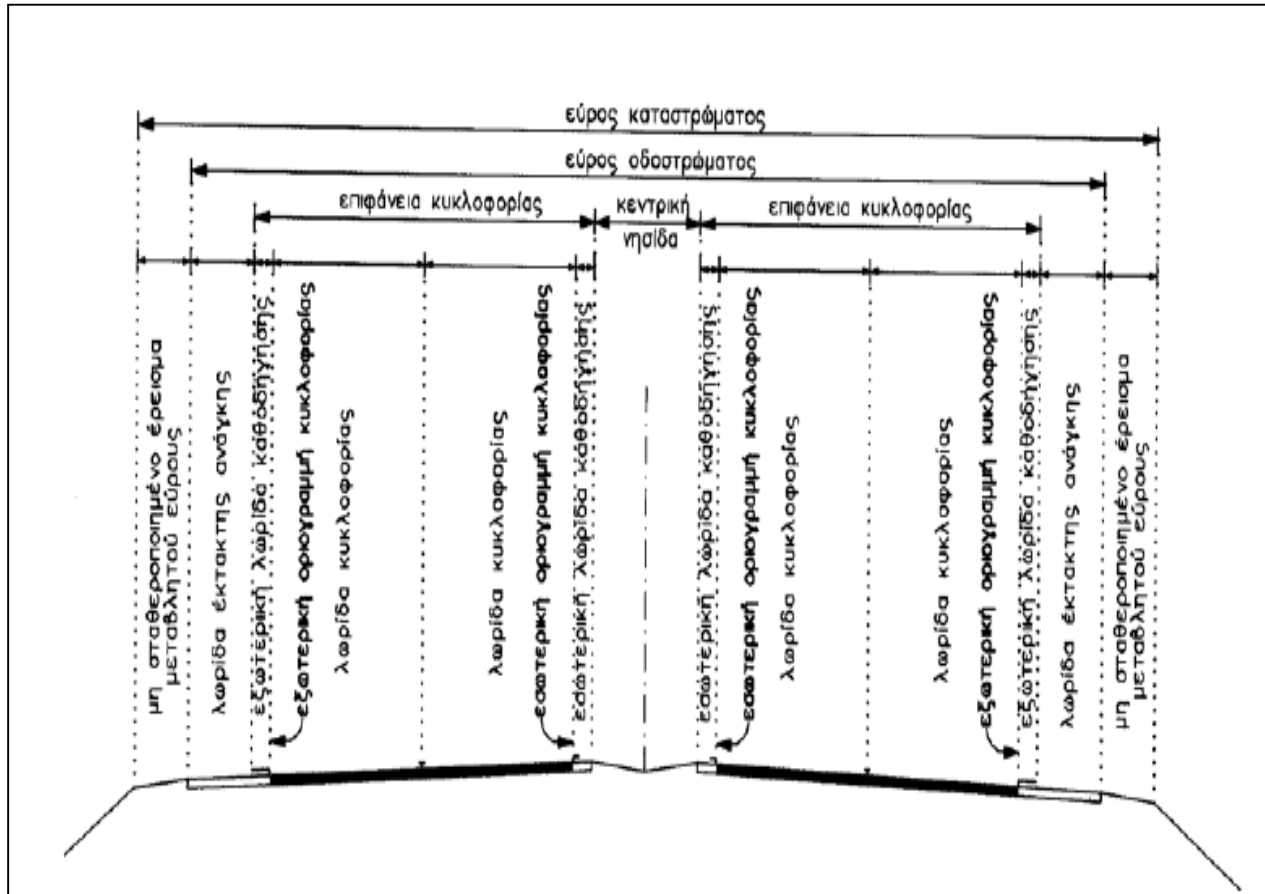 εύρος καταστρώματος
εύρος οδοστρώματος
επιφάνεια κυκλοφορίας
κεντρική
νησίδα
επιφάνεια κυκλοφορίας
μη σταθεροποιημένο έρεισμα
μεταβλητού εύρους
λωρίδα έκτακτης ανάγκης
εξωτερική λωρίδα καθοδήγησης
εξωτερική οριογραμμή κυκλοφορίας
λωρίδα κυκλοφορίας
λωρίδα κυκλοφορίας
εσωτερική οριογραμμή κυκλοφορίας
εσωτερική λωρίδα καθοδήγησης
εσωτερική λωρίδα καθοδήγησης
εσωτερική οριογραμμή κυκλοφορίας
λωρίδα κυκλοφορίας
λωρίδα κυκλοφορίας
εξωτερική οριογραμμή κυκλοφορίας
εξωτερική λωρίδα καθοδήγησης
λωρίδα έκτακτης ανάγκης
μη σταθεροποιημένο έρεισμα
μεταβλητού εύρους